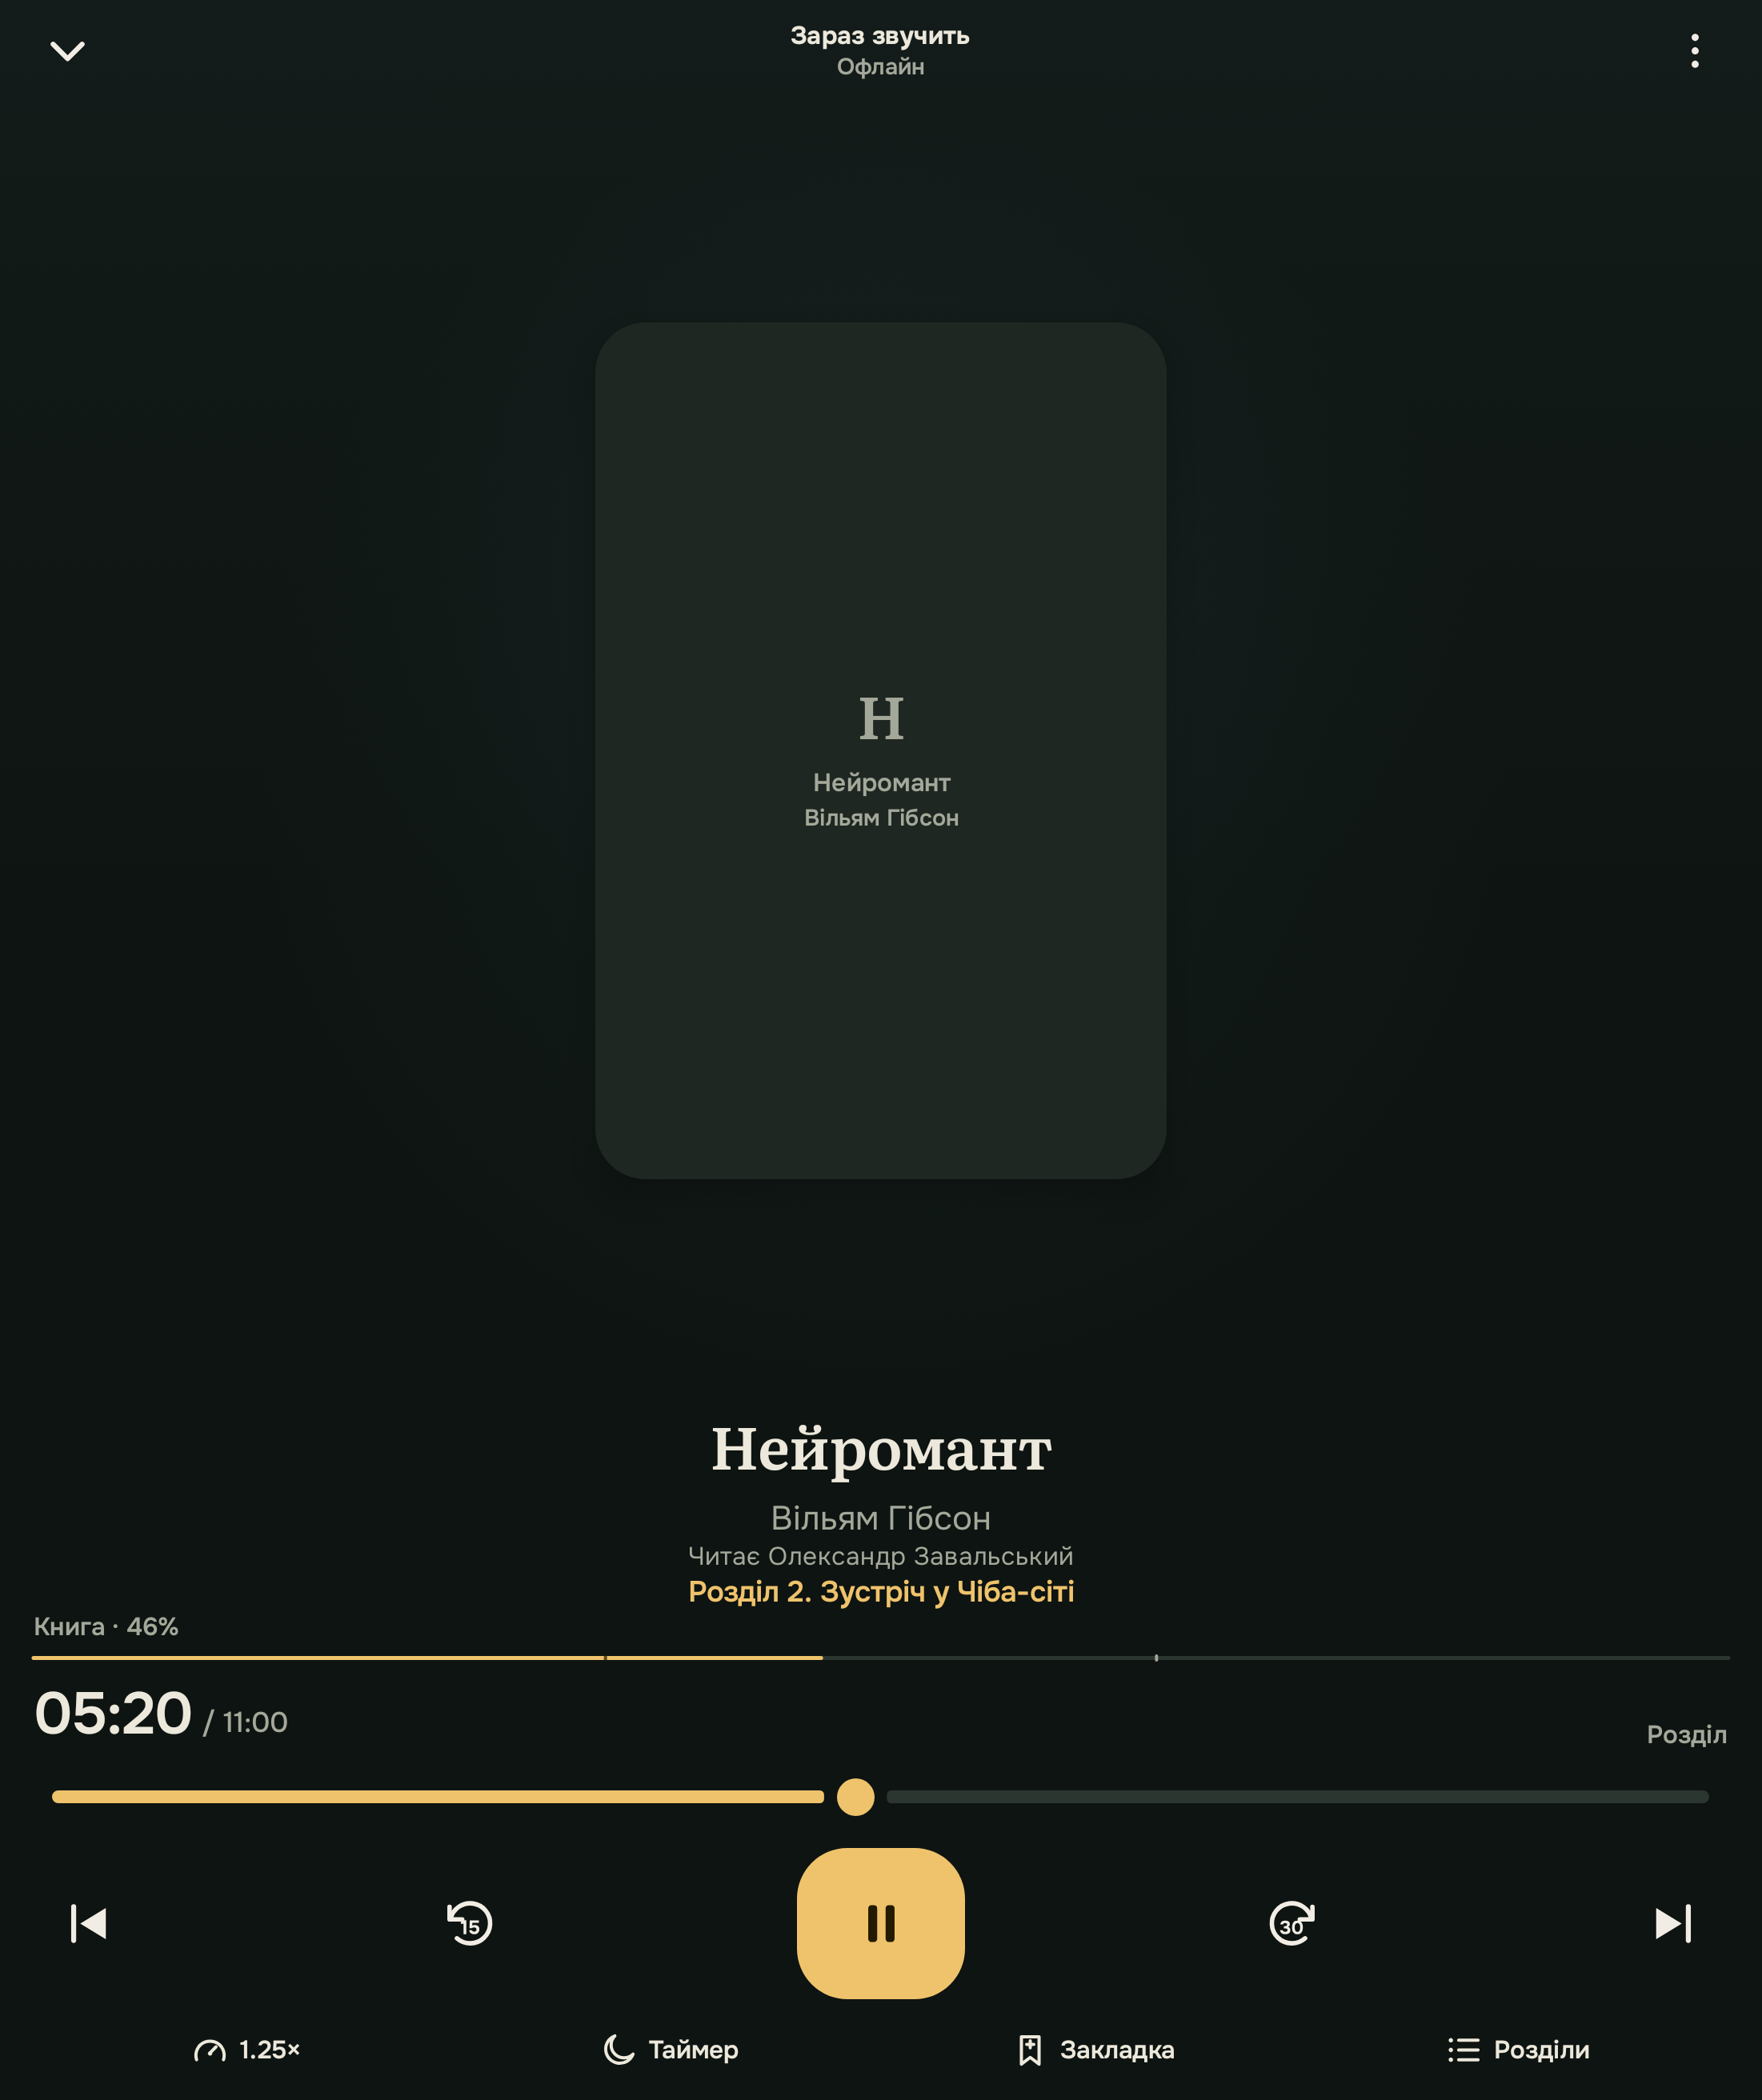 Зараз звучить
Офлайн
Н
Нейромант
Вільям Гібсон
Нейромант
Вільям Гібсон
Читає Олександр Завальський
Розділ 2. Зустріч у Чіба-сіті
Книга · 46%
05:20 / 11:00
Розділ
15
30
1.25×
Таймер
Закладка
Розділи